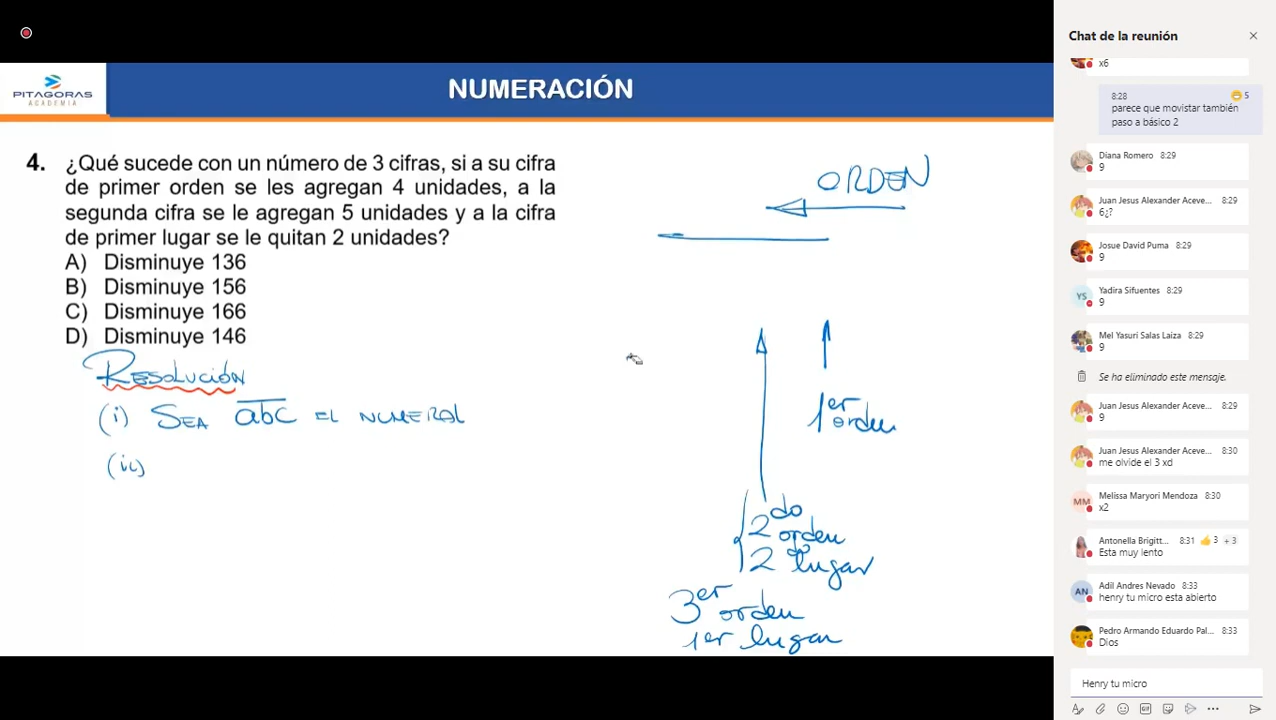 PITAGORAS
ACADEMIA
NUMERACIÓN
4. ¿Qué sucede con un número de 3 cifras, si a su cifra
de primer orden se les agregan 4 unidades, a la
segunda cifra se le agregan 5 unidades y a la cifra
de primer lugar se le quitan 2 unidades?
A) Disminuye 136
B) Disminuye 156
C) Disminuye 166
D) Disminuye 146
RESOLUCIÓN
(i) SEA abc EL NUMERAL
(ii)
ORDEN
1er
orden
2do orden
2do lugar
3er orden
1er lugar
Chat de la reunión
x6
8:28
5
parece que movistar también
paso a básico 2
Diana Romero 8:29
9
Juan Jesus Alexander Aceve... 8:29
6¿?
Josue David Puma 8:29
9
YS
Yadira Sifuentes 8:29
9
Mel Yasuri Salas Laiza 8:29
9
Se ha eliminado este mensaje.
Juan Jesus Alexander Aceve... 8:29
9
Juan Jesus Alexander Aceve... 8:30
me olvide el 3 xd
MM
Melissa Maryori Mendoza 8:30
x2
Antonella Brigitt... 8:31 3 + 3
Esta muy lento
AN
Adil Andres Nevado 8:33
henry tu micro esta abierto
Pedro Armando Eduardo Pal... 8:33
Dios
Henry tu micro
GIF